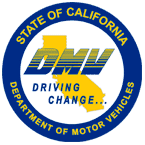 STATE OF CALIFORNIA
DMV
DRIVING
CHANGE...
DEPARTMENT OF MOTOR VEHICLES